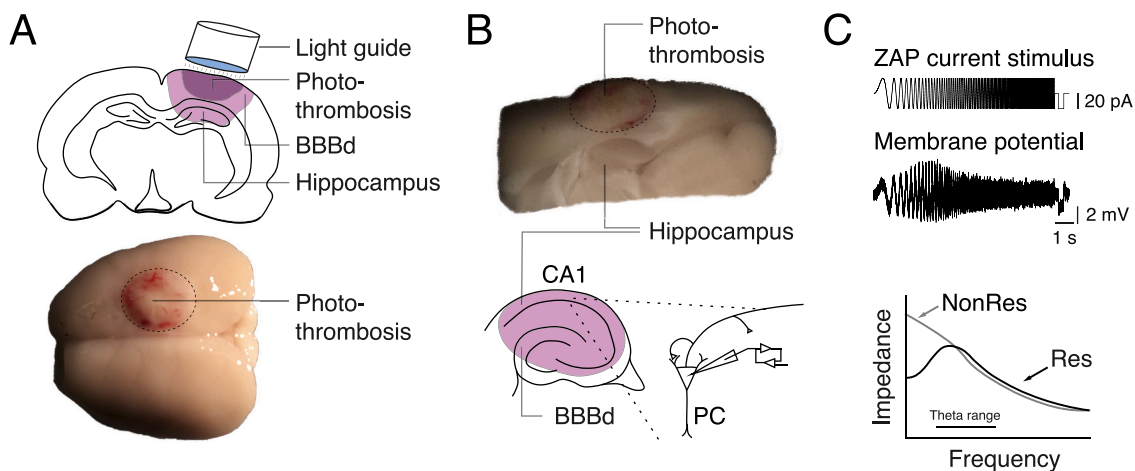 A
Light guide
Photo-
thrombosis
BBBd
Hippocampus
Photo-
thrombosis
B
Photo-
thrombosis
Hippocampus
CA1
BBBd
PC
C
ZAP current stimulus
20 pA
Membrane potential
2 mV
1 s
NonRes
Res
Impedance
Theta range
Frequency